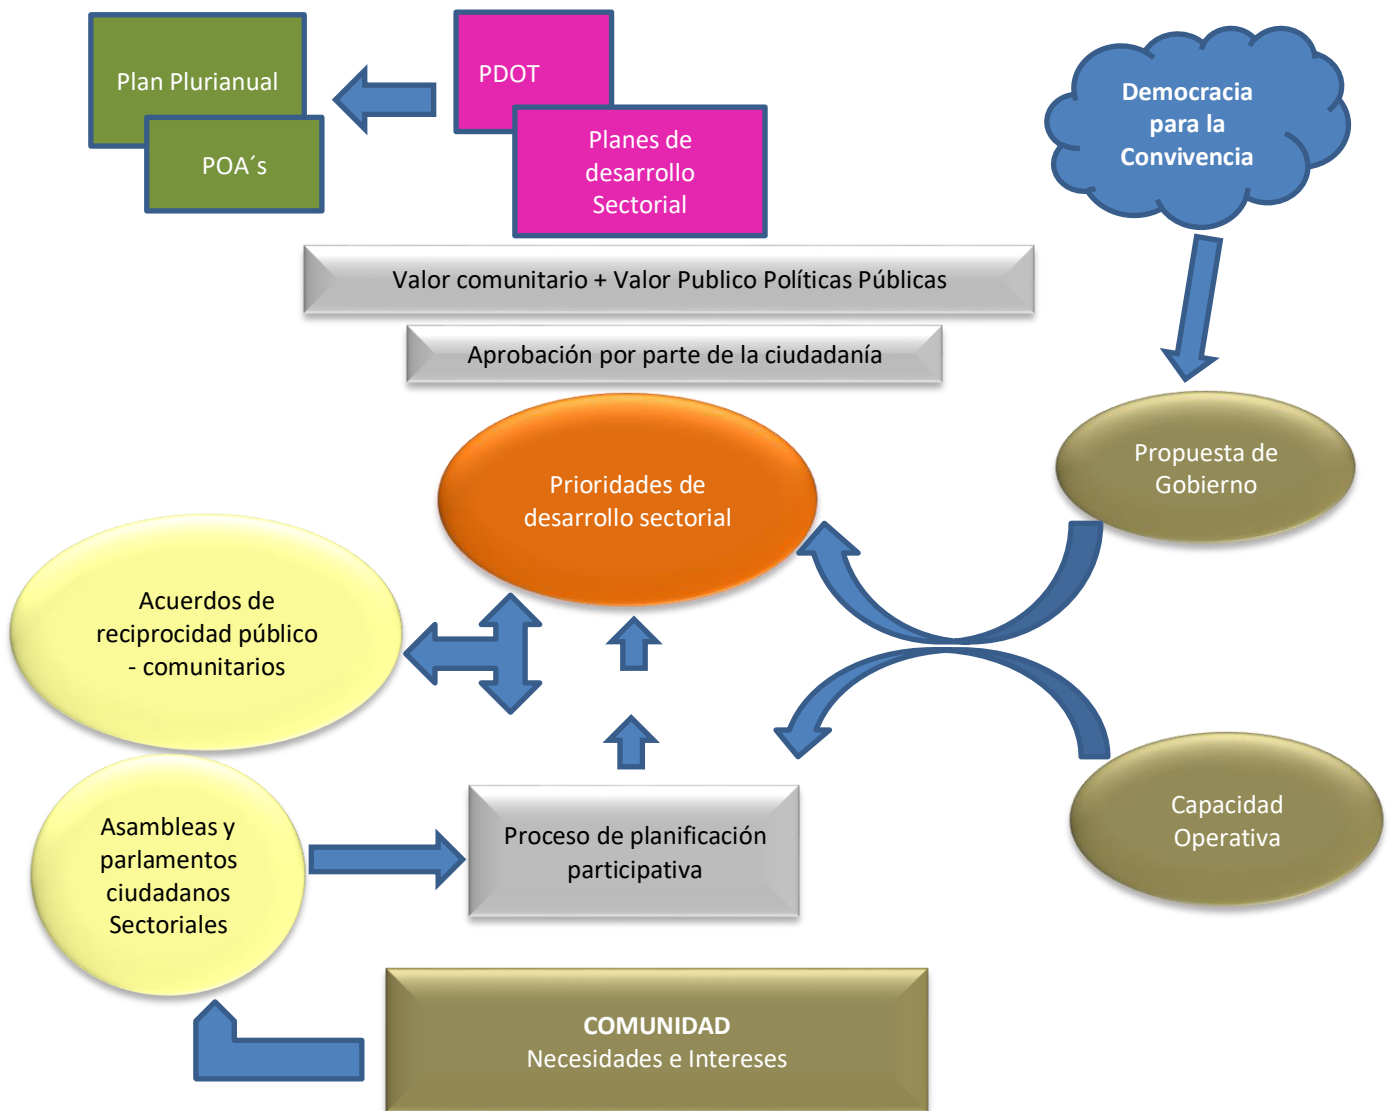 Plan Plurianual
POA´s
PDOT
Planes de
desarrollo
Sectorial
Democracia
para la
Convivencia
Valor comunitario + Valor Publico Políticas Públicas
Aprobación por parte de la ciudadanía
Prioridades de
desarrollo sectorial
Propuesta de
Gobierno
Acuerdos de
reciprocidad público
- comunitarios
Asambleas y
parlamentos
ciudadanos
Sectoriales
Proceso de planificación
participativa
Capacidad
Operativa
COMUNIDAD
Necesidades e Intereses